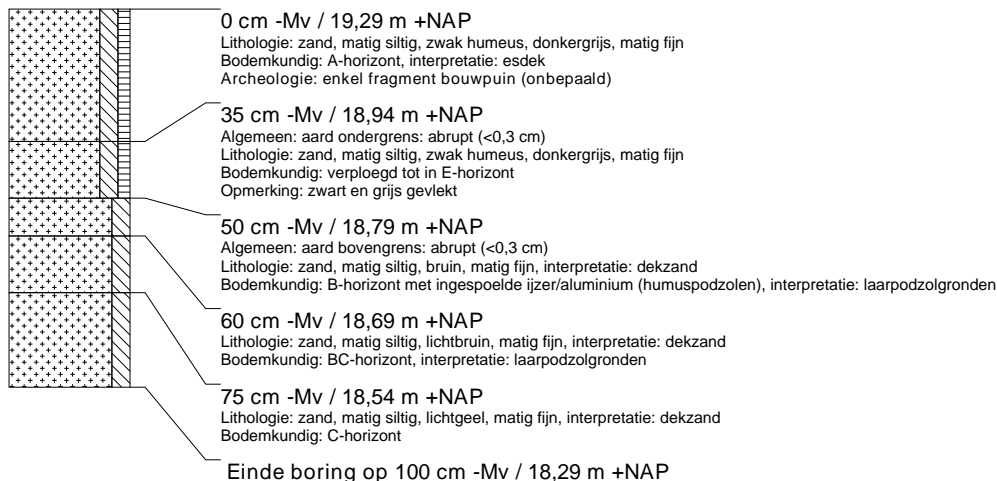 0 cm -Mv / 19,29 m +NAP
Lithologie: zand, matig siltig, zwak humeus, donkergrijs, matig fijn
Bodemkundig: A-horizont, interpretatie: esdek
Archeologie: enkel fragment bouwpuin (onbepaald)
35 cm -Mv / 18,94 m +NAP
Algemeen: aard ondergrens: abrupt (<0,3 cm)
Lithologie: zand, matig siltig, zwak humeus, donkergrijs, matig fijn
Bodemkundig: verploegd tot in E-horizont
Opmerking: zwart en grijs gevlekt
50 cm -Mv / 18,79 m +NAP
Algemeen: aard bovengrens: abrupt (<0,3 cm)
Lithologie: zand, matig siltig, bruin, matig fijn, interpretatie: dekzand
Bodemkundig: B-horizont met ingespoelde ijzer/aluminium (humuspodzolen), interpretatie: laarpodzolgronden
60 cm -Mv / 18,69 m +NAP
Lithologie: zand, matig siltig, lichtbruin, matig fijn, interpretatie: dekzand
Bodemkundig: BC-horizont, interpretatie: laarpodzolgronden
75 cm -Mv / 18,54 m +NAP
Lithologie: zand, matig siltig, lichtgeel, matig fijn, interpretatie: dekzand
Bodemkundig: C-horizont
Einde boring op 100 cm -Mv / 18,29 m +NAP